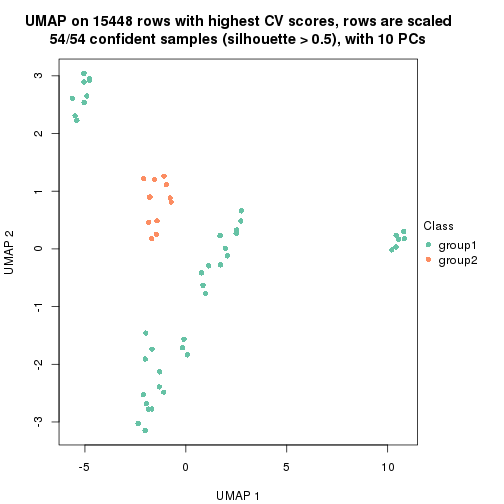 UMAP on 15448 rows with highest CV scores, rows are scaled
54/54 confident samples (silhouette > 0.5), with 10 PCs
3
2
1
0
-1
-2
-3
UMAP 2
-5
0
5
10
UMAP 1
Class
group1
group2